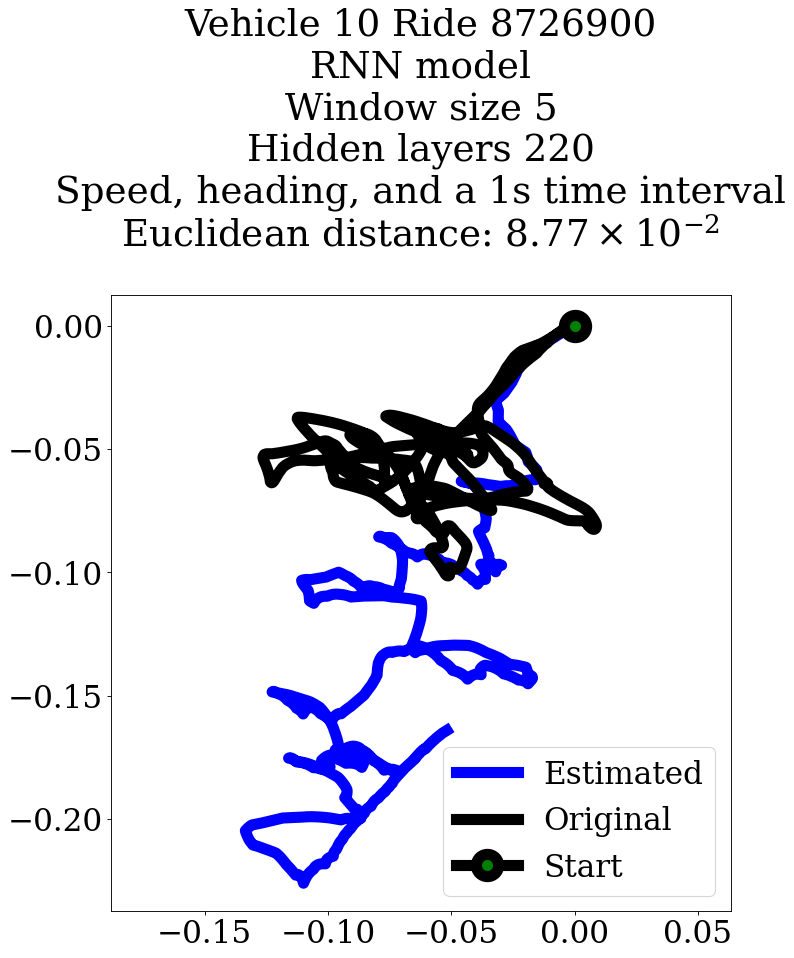 Vehicle 10 Ride 8726900
RNN model
Window size 5
Hidden layers 220
Speed, heading, and a 1s time interval
Euclidean distance: 8.77 × 10⁻²
0.00
−0.05
−0.10
−0.15
−0.20
Estimated
Original
Start
−0.15 −0.10 −0.05 0.00 0.05